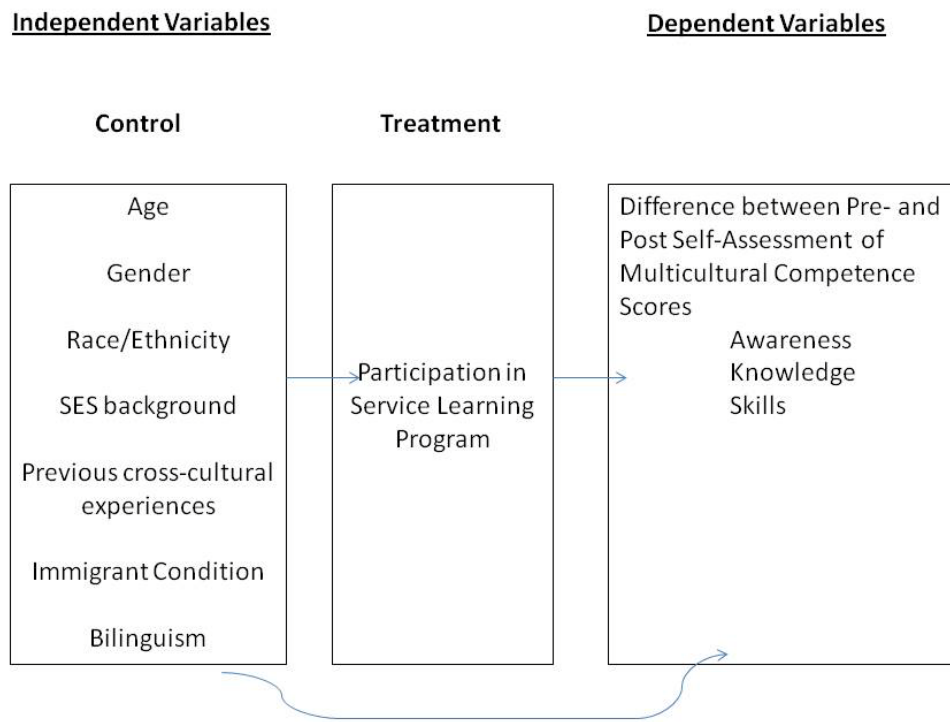 Independent Variables
Dependent Variables
Control
Treatment
Age
Gender
Race/Ethnicity
SES background
Previous cross-cultural
experiences
Immigrant Condition
Bilinguism
Participation in
Service Learning
Program
Difference between Pre- and
Post Self-Assessment of
Multicultural Competence
Scores
Awareness
Knowledge
Skills